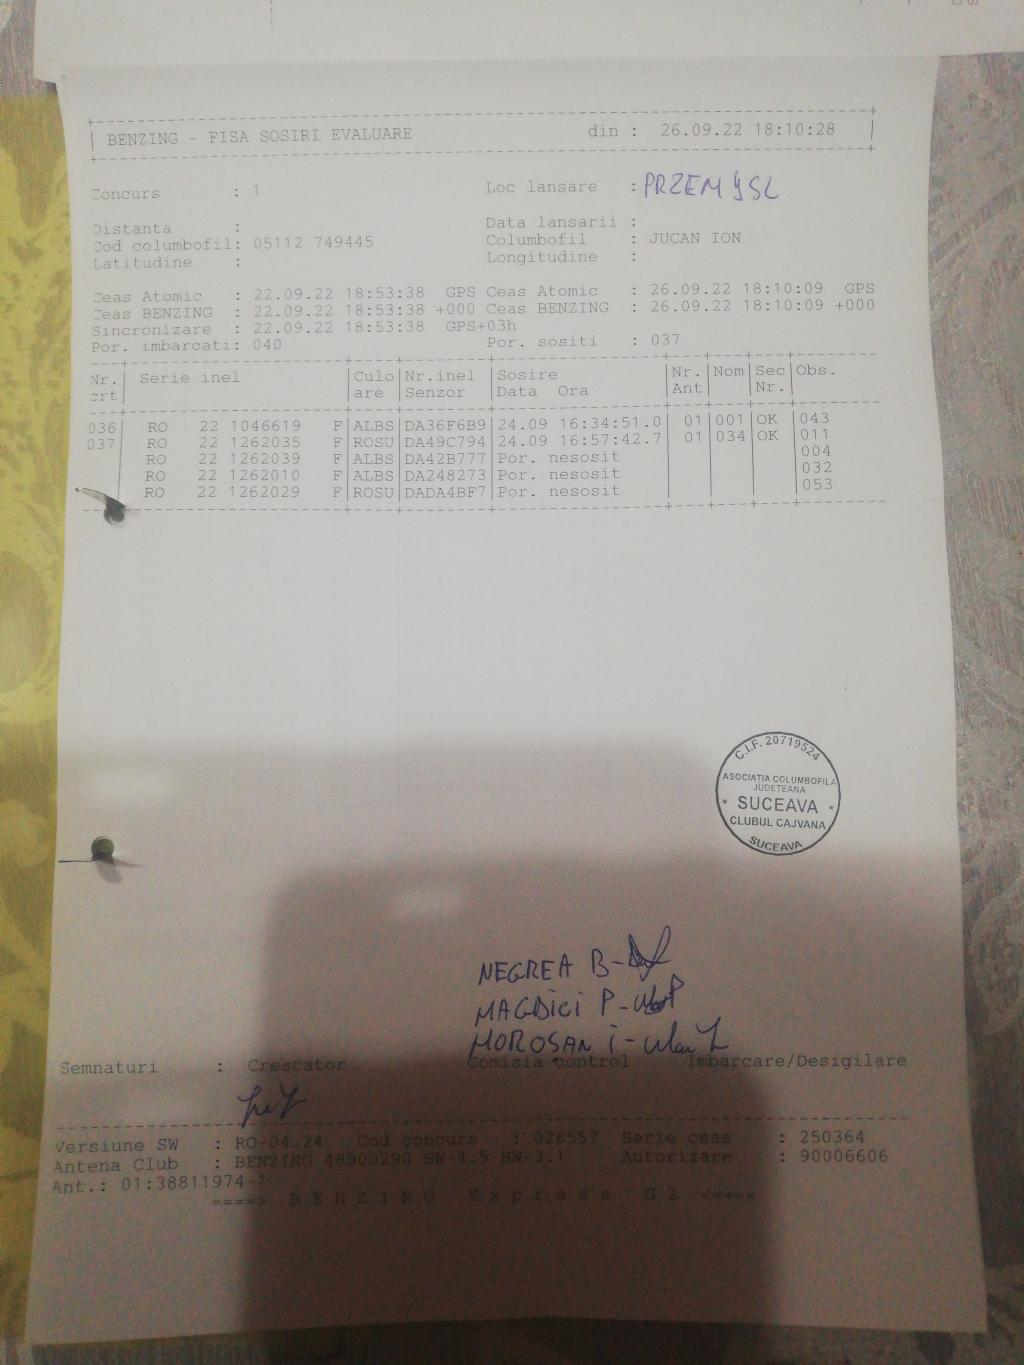 BENZING - FISA SOSIRI EVALUARE din : 26.09.22 18:10:28
Concurs : 1 Loc lansare : PRZEMYSL
Distanta : Data lansarii :
Cod columbofil: 05112 749445 Columbofil : JUCAN ION
Latitudine : Longitudine :
Ceas Atomic : 22.09.22 18:53:38 GPS Ceas Atomic : 26.09.22 18:10:09 GPS
Ceas BENZING : 22.09.22 18:53:38 +000 Ceas BENZING : 26.09.22 18:10:09 +000
Sincronizare : 22.09.22 18:53:38 GPS+03h
Por. imbarcati: 040 Por. sositi : 037
Nr. Serie inel Culo Nr.inel Sosire Nr. Nom Sec Obs.
crt are Senzor Data Ora Ant Nr.
036 RO 22 1046619 F ALBS DA36F6B9 24.09 16:34:51.0 01 001 OK 043
037 RO 22 1262035 F ROSU DA49C794 24.09 16:57:42.7 01 034 OK 011
RO 22 1262039 F ALBS DA42B777 Por. nesosit 004
RO 22 1262010 F ALBS DA248273 Por. nesosit 032
RO 22 1262029 F ROSU DADA4BF7 Por. nesosit 053
C.I.F. 20719524
ASOCIATIA COLUMBOFILA
JUDETEANA
* SUCEAVA *
CLUBUL CAJVANA
SUCEAVA
NEGREA B-
MAGDICI P-
MOROSAN i-
Semnaturi : Crescator Comisia control Imbarcare/Desigilare
Versiune SW : RO-04.24 Cod concurs : 026557 Serie ceas : 250364
Antena Club : BENZING 48900290 SW-4.5 HW-3.1 Autorizare : 90006606
Ant.: 01:38811974-1
====> BENZING Express G2 <====